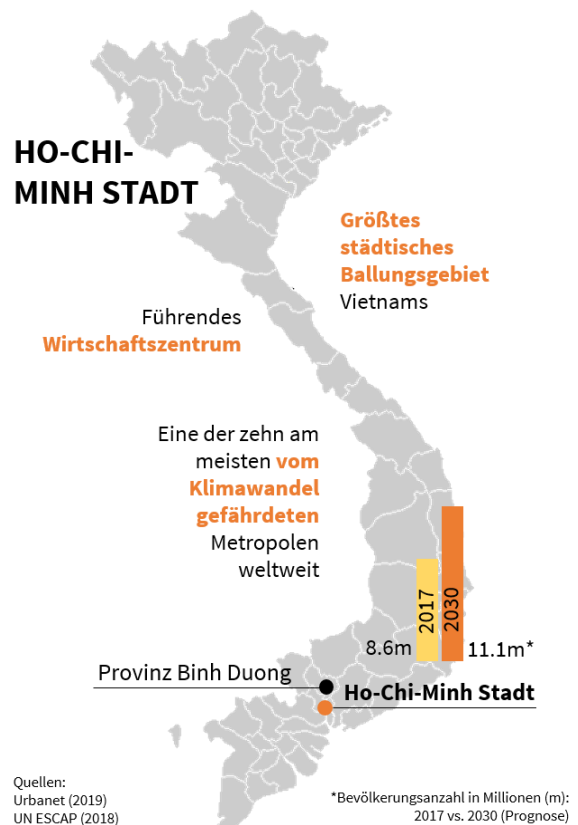 HO-CHI-
MINH STADT
Größtes
städtisches
Ballungsgebiet
Vietnams
Führendes
Wirtschaftszentrum
Eine der zehn am
meisten vom
Klimawandel
gefährdeten
Metropolen
weltweit
2017
2030
8.6m
11.1m*
Provinz Binh Duong
Ho-Chi-Minh Stadt
Quellen:
Urbanet (2019)
UN ESCAP (2018)
*Bevölkerungsanzahl in Millionen (m):
2017 vs. 2030 (Prognose)